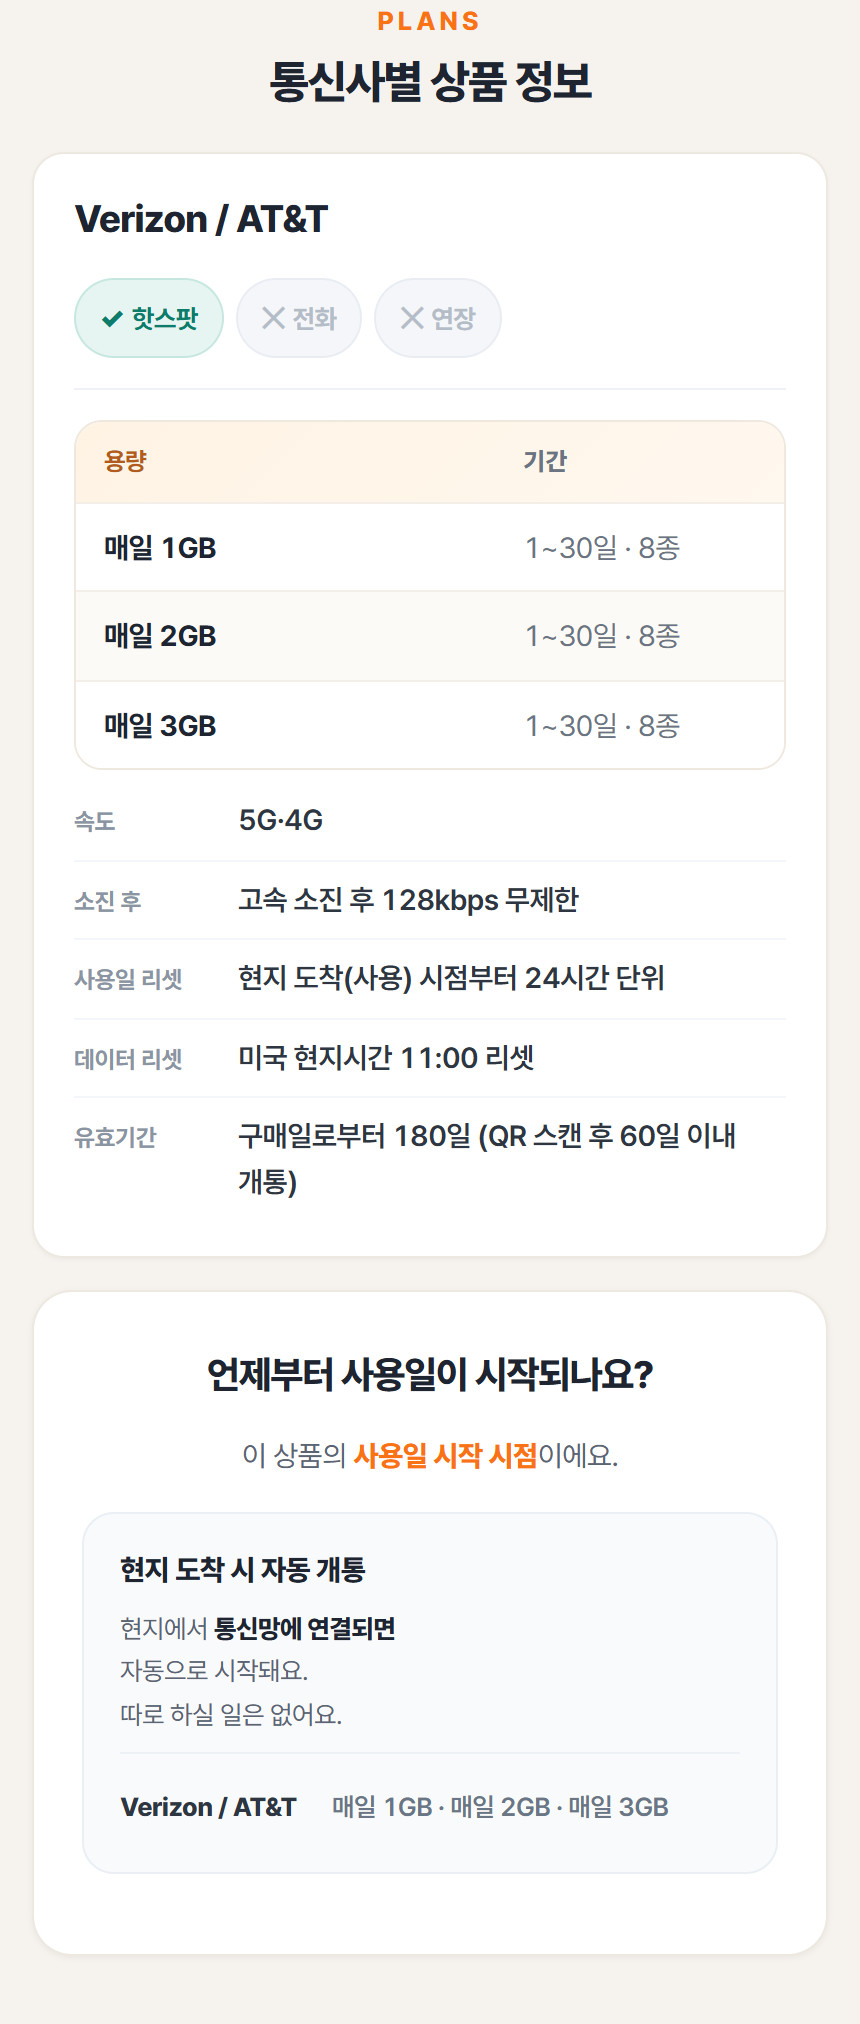 PLANS
통신사별 상품 정보
Verizon / AT&T
✓ 핫스팟 ✕ 전화 ✕ 연장
용량 기간
매일 1GB 1~30일 · 8종
매일 2GB 1~30일 · 8종
매일 3GB 1~30일 · 8종
속도 5G·4G
소진 후 고속 소진 후 128kbps 무제한
사용일 리셋 현지 도착(사용) 시점부터 24시간 단위
데이터 리셋 미국 현지시간 11:00 리셋
유효기간 구매일로부터 180일 (QR 스캔 후 60일 이내
개통)
언제부터 사용일이 시작되나요?
이 상품의 사용일 시작 시점이에요.
현지 도착 시 자동 개통
현지에서 통신망에 연결되면
자동으로 시작돼요.
따로 하실 일은 없어요.
Verizon / AT&T 매일 1GB · 매일 2GB · 매일 3GB